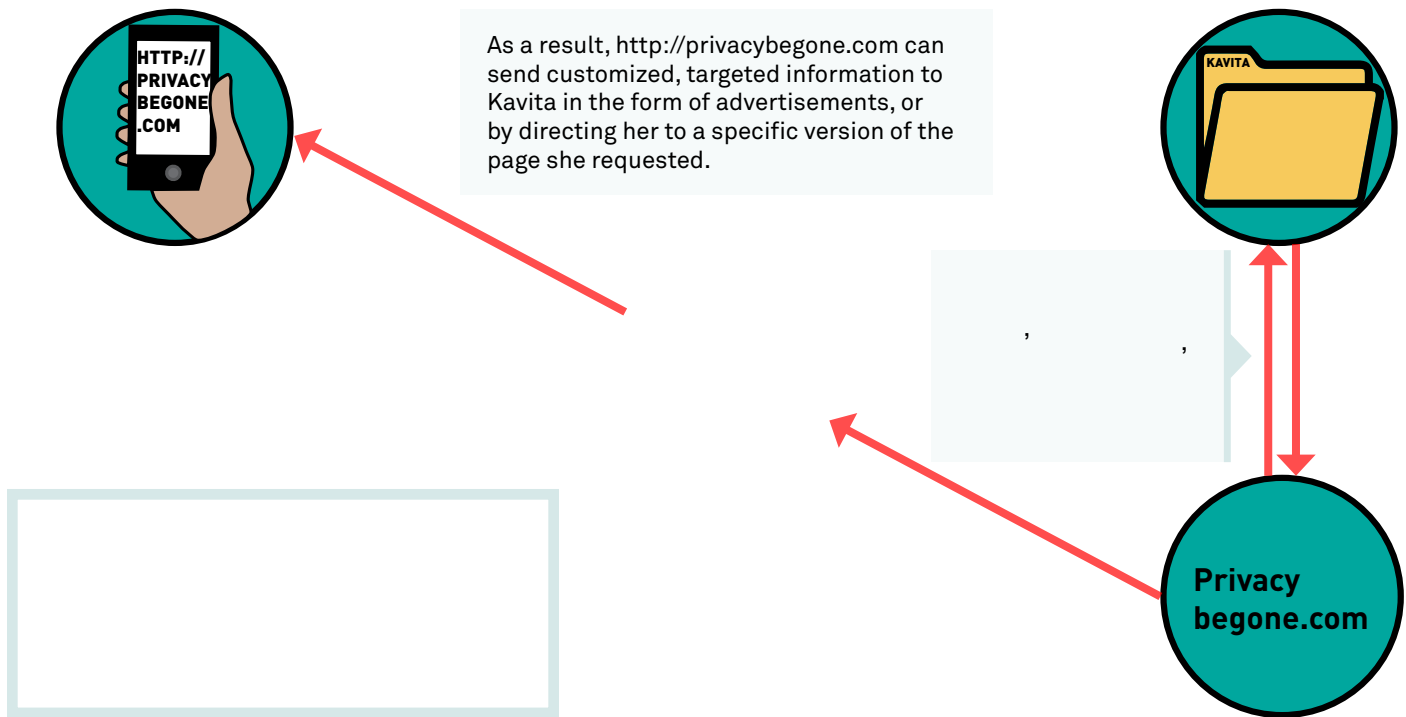 HTTP://
PRIVACY
BEGONE
.COM
As a result, http://privacybegone.com can
send customized, targeted information to
Kavita in the form of advertisements, or
by directing her to a specific version of the
page she requested.
KAVITA
, ,
Privacy
begone.com